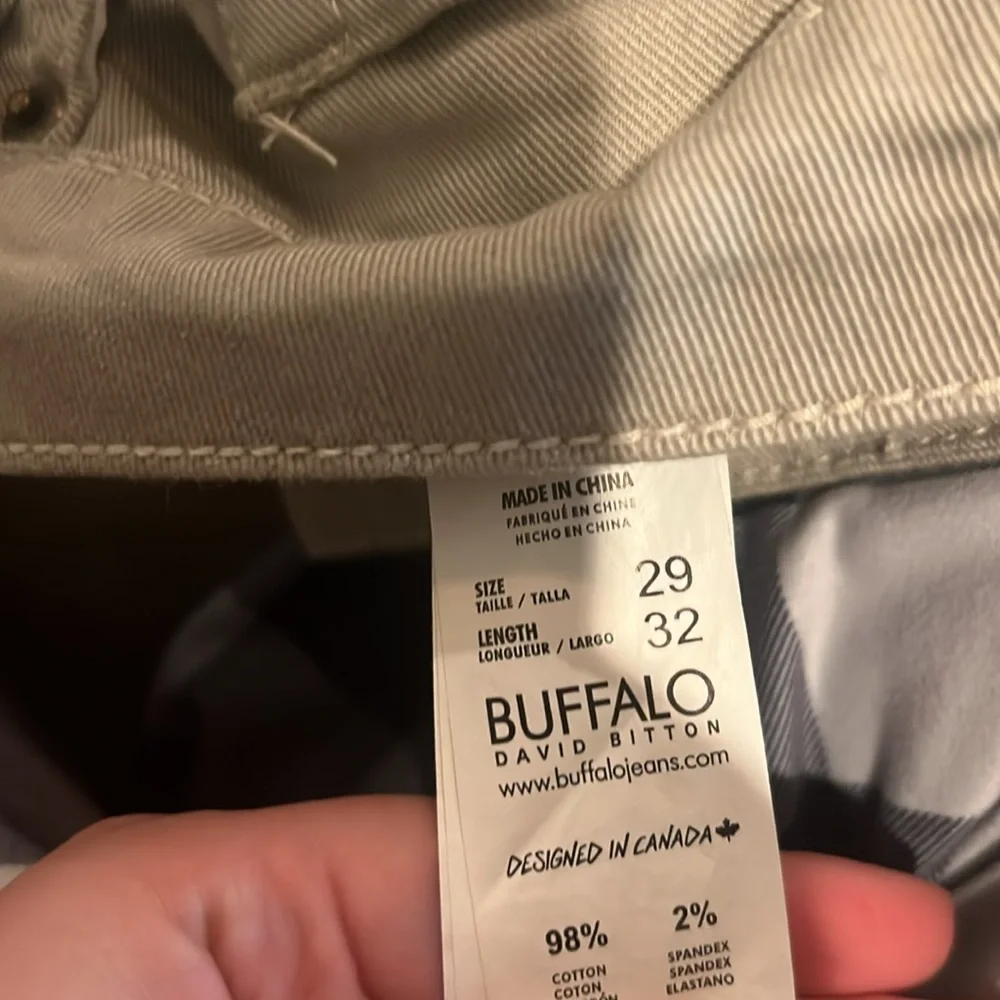 MADE IN CHINA
FABRIQUÉ EN CHINE
HECHO EN CHINA
SIZE 29
TAILLE / TALLA
LENGTH 32
LONGUEUR / LARGO
BUFFALO
DAVID BITTON
www.buffalojeans.com
DESIGNED IN CANADA
98% 2%
COTTON SPANDEX
COTON SPANDEX
ELASTANO